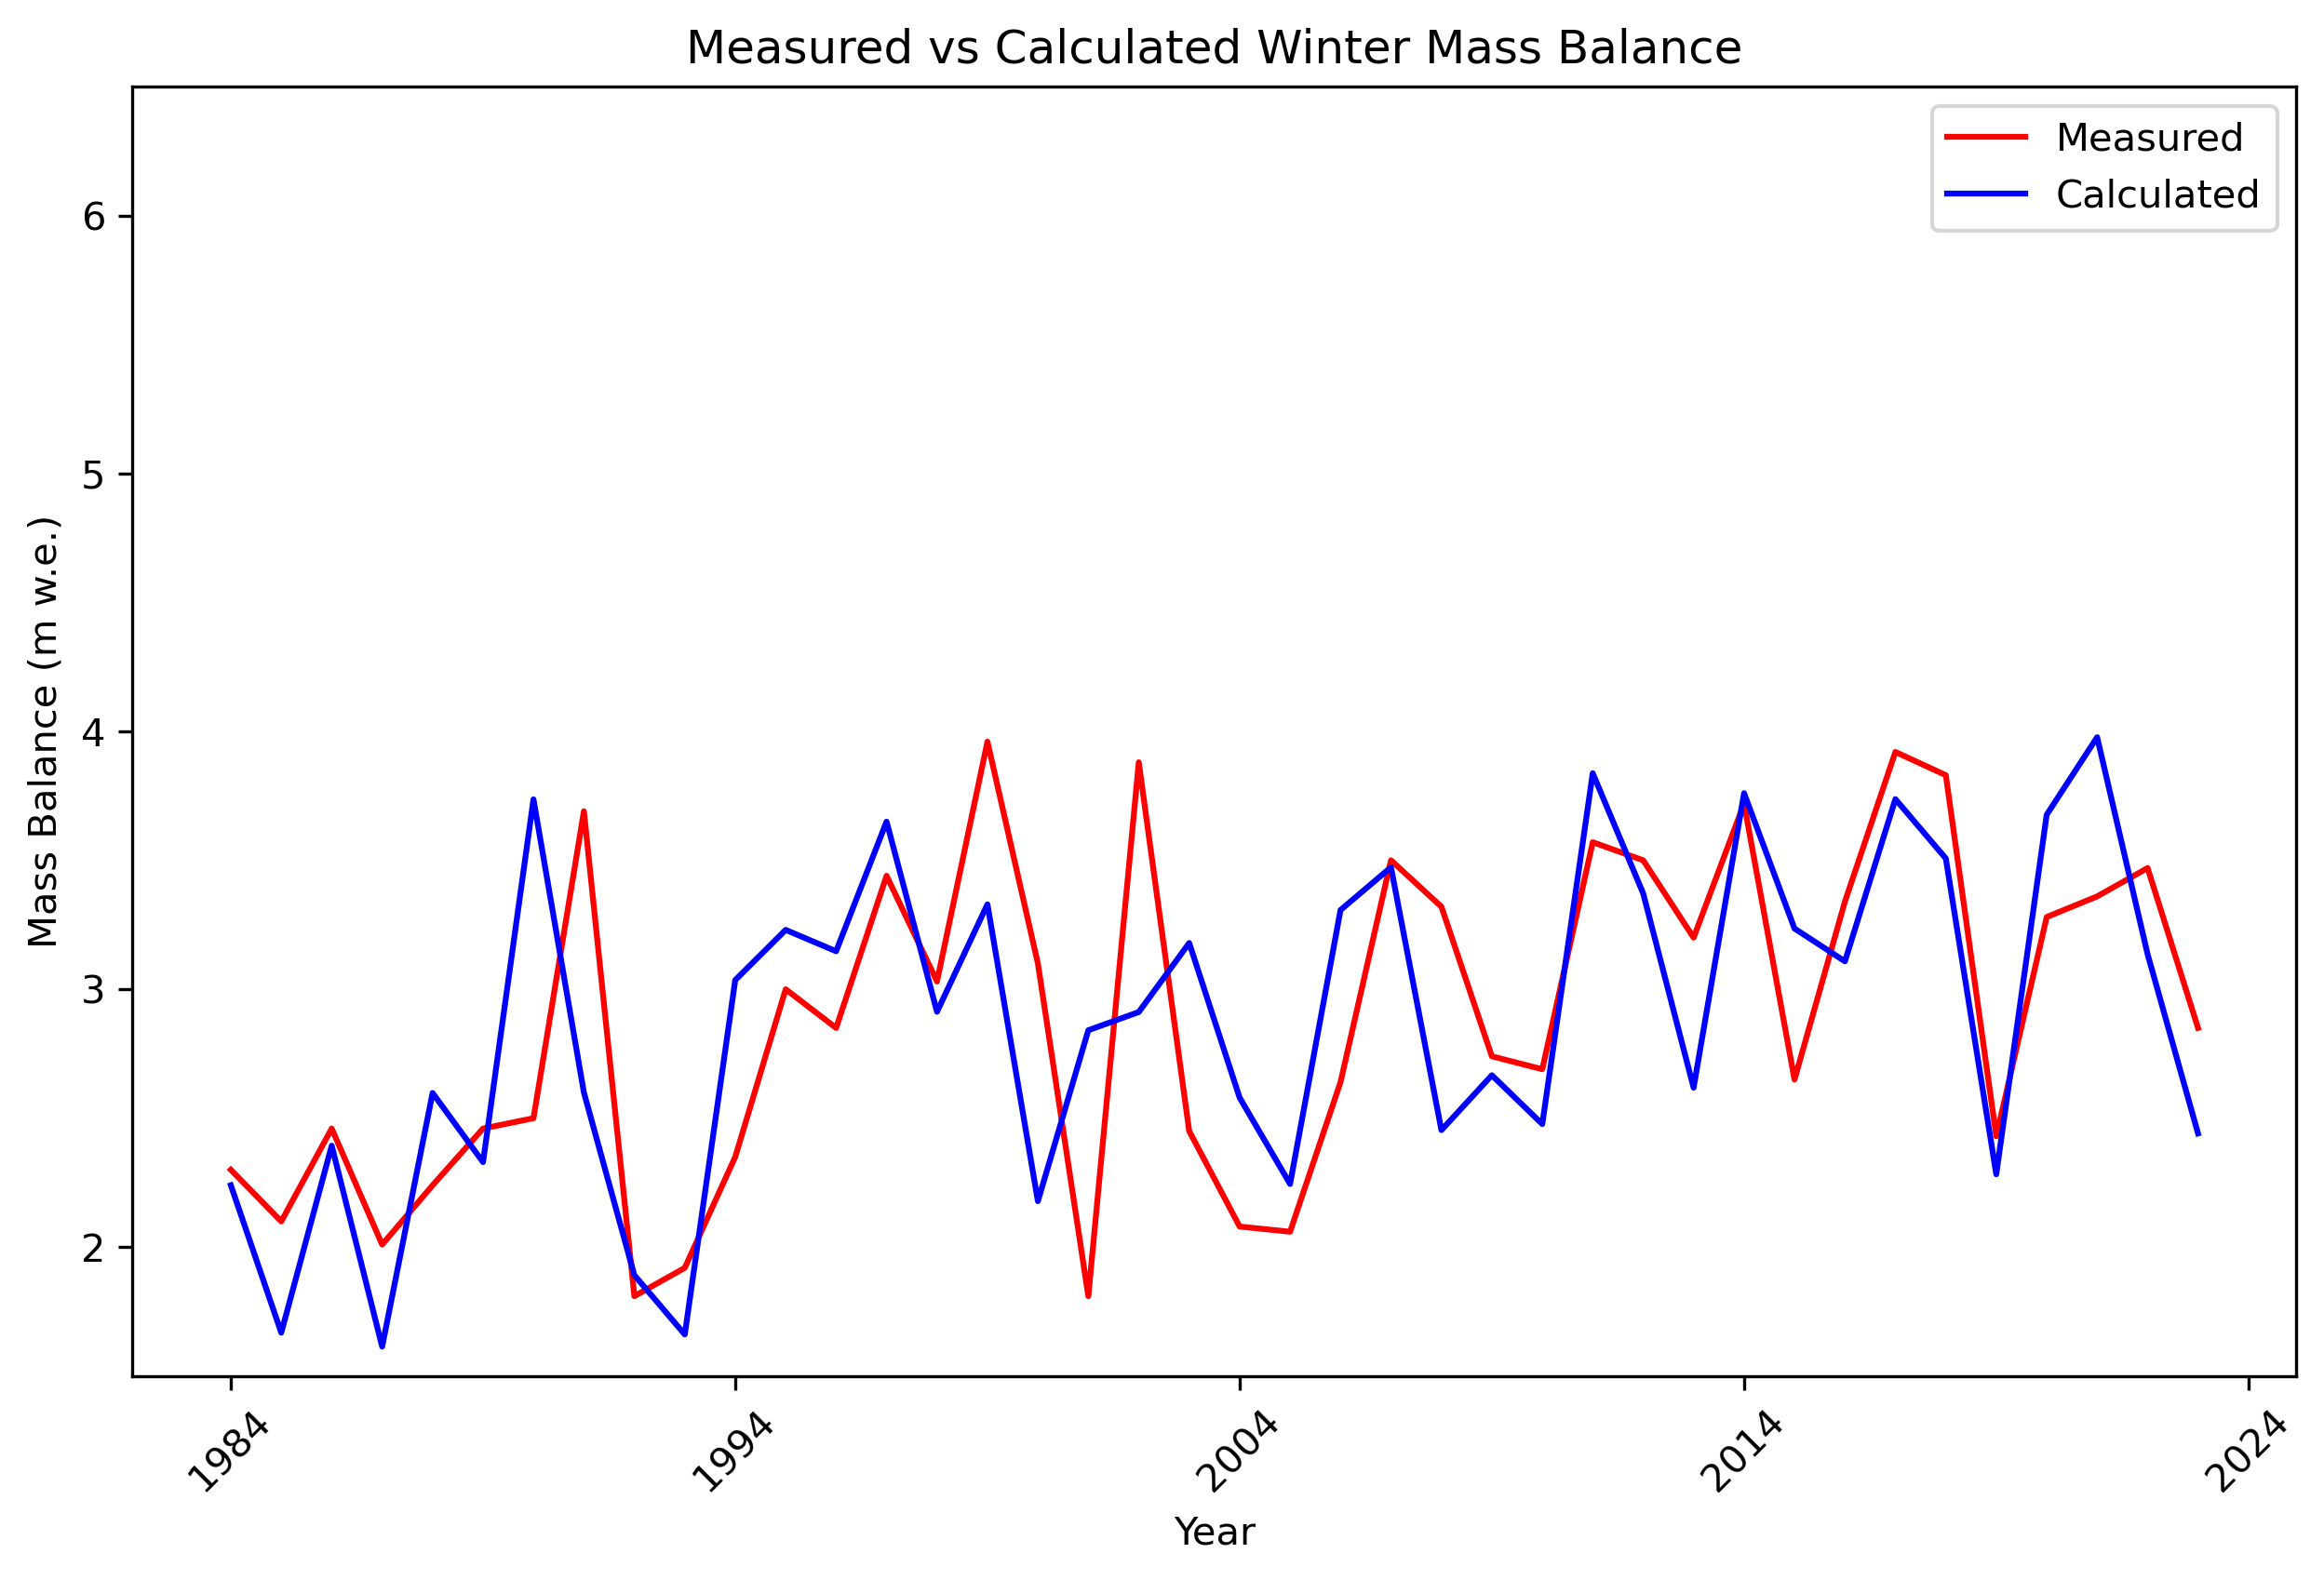 Measured vs Calculated Winter Mass Balance
Measured
Calculated
6
5
4
3
2
Mass Balance (m w.e.)
1984
1994
2004
2014
2024
Year